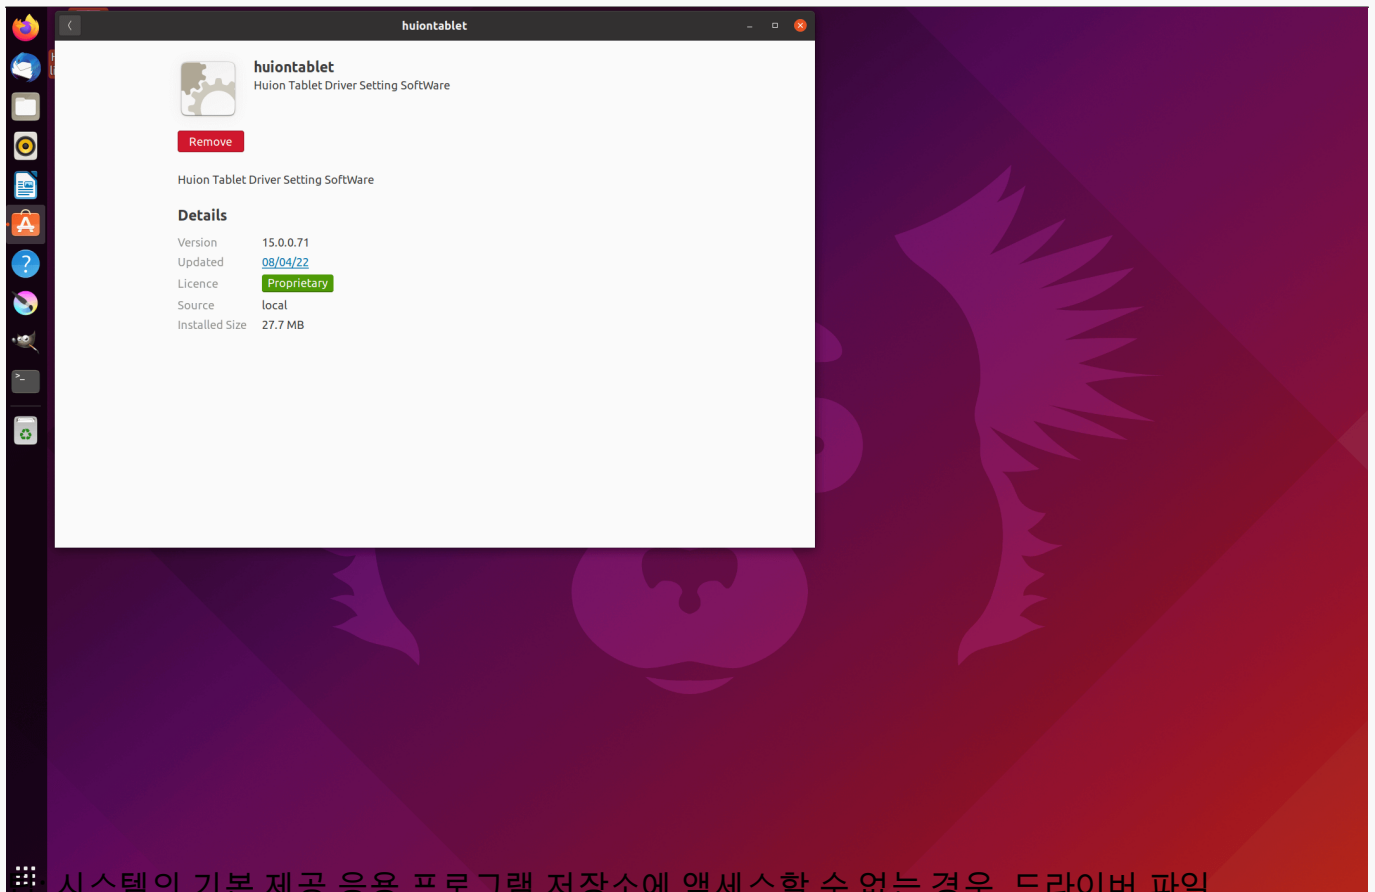 huiontablet
huiontablet
Huion Tablet Driver Setting SoftWare
Remove
Huion Tablet Driver Setting SoftWare
Details
Version 15.0.0.71
Updated 08/04/22
Licence Proprietary
Source local
Installed Size 27.7 MB
시스템의 기본 제공 응용 프로그램 저장소에 액세스할 수 없는 경우, 드라이버 파일